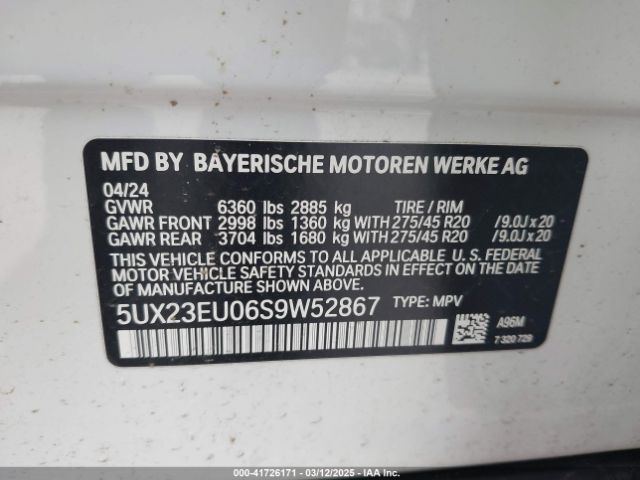 MFD BY BAYERISCHE MOTOREN WERKE AG
04/24
GVWR 6360 lbs 2885 kg TIRE / RIM
GAWR FRONT 2998 lbs 1360 kg WITH 275/45 R20 / 9.0J x 20
GAWR REAR 3704 lbs 1680 kg WITH 275/45 R20 / 9.0J x 20
THIS VEHICLE CONFORMS TO ALL APPLICABLE U. S. FEDERAL
MOTOR VEHICLE SAFETY STANDARDS IN
EFFECT ON THE DATE OF MANUFACTURE
SHOWN ABOVE.
5UX23EU06S9W52867 TYPE: MPV
A96M
7 320 729
000-41726171 | 03/12/2025 | IAA, Inc.